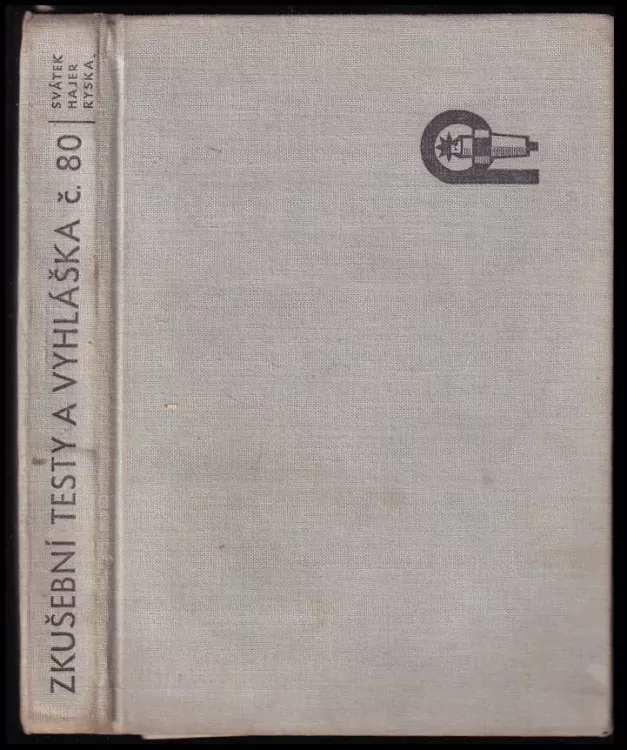 ZKUŠEBNÍ TESTY A VYHLÁŠKA č. 80
SVÁTEK
HAJER
RYSKA